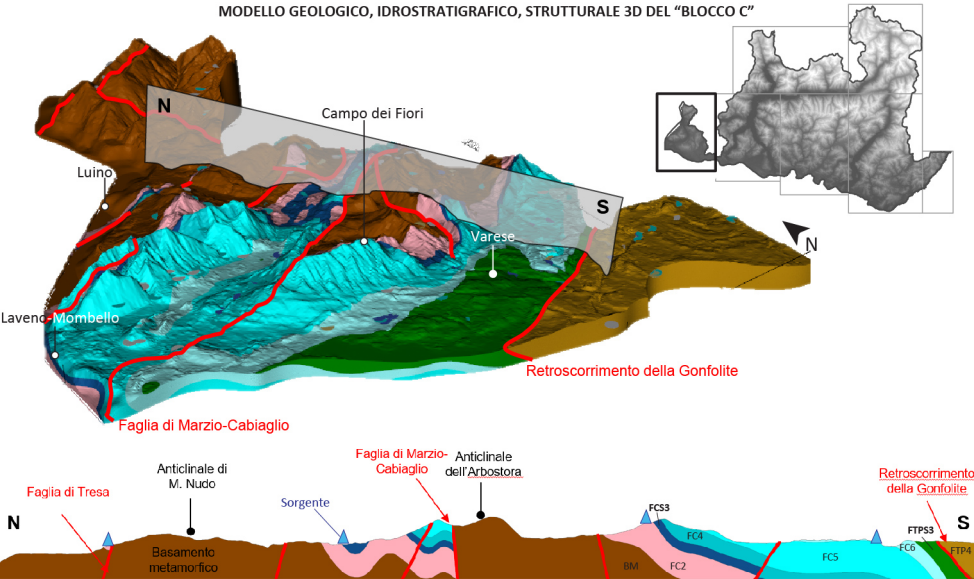 MODELLO GEOLOGICO, IDROSTRATIGRAFICO, STRUTTURALE 3D DEL “BLOCCO C”
N
Campo dei Fiori
Luino
S
Varese
N
Laveno-Mombello
Retroscorrimento della Gonfolite
Faglia di Marzio-Cabiaglio
Faglia di Marzio-
Cabiaglio
Anticlinale
dell'Arbostora
Anticlinale di
M. Nudo
Retroscorrimento
della Gonfolite
Faglia di Tresa
Sorgente
N
S
FCS3
FTPS3
FC4
Basamento
metamorfico
FC5
FC6
FTP4
BM
FC2